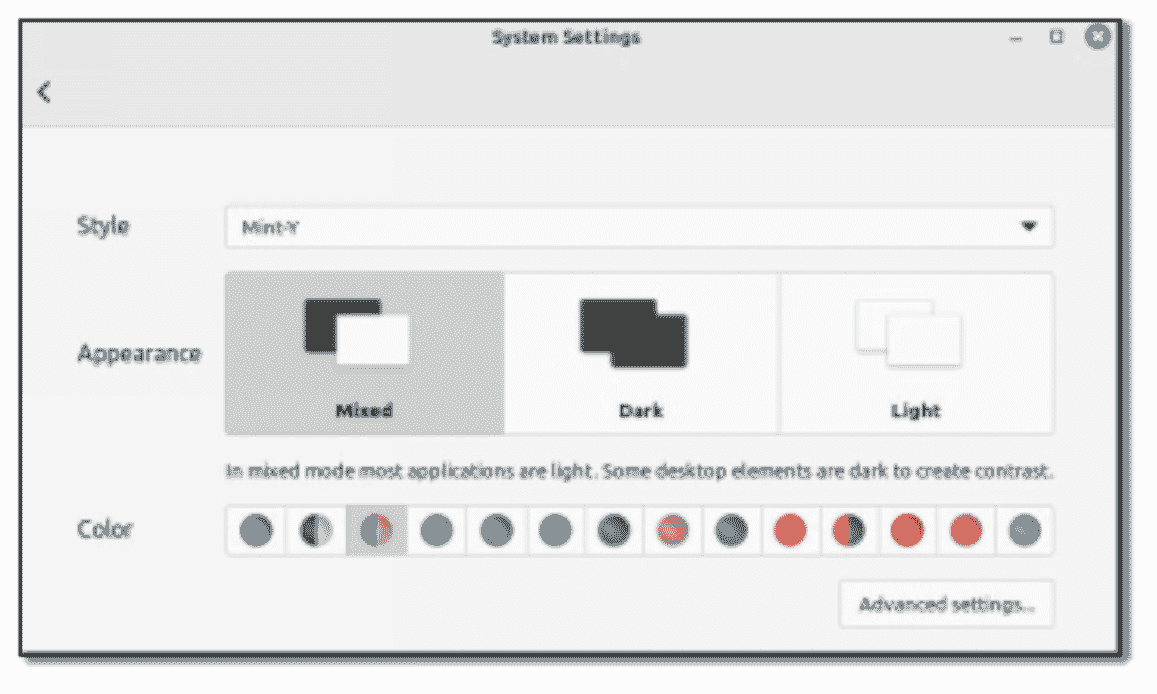 System Settings
Style
Mint-Y
Appearance
Mixed
Dark
Light
In mixed mode most applications are light. Some desktop elements are dark to create contrast.
Color
Advanced settings...